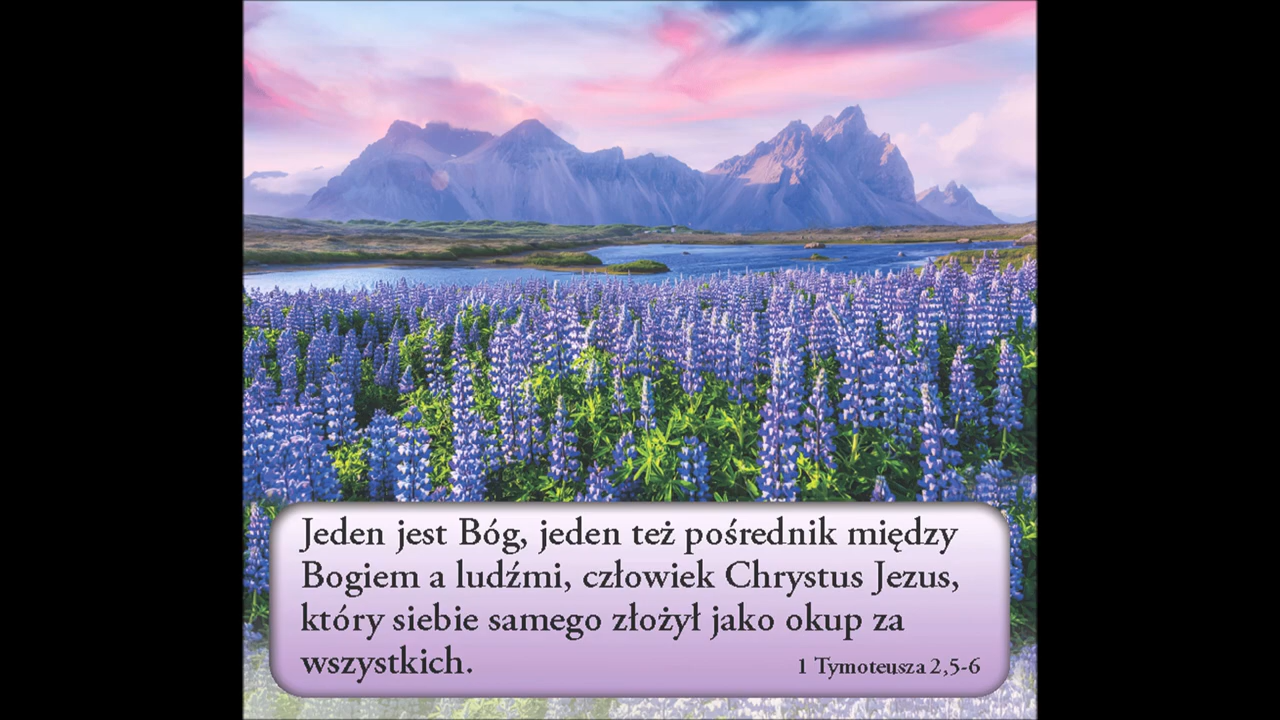 Jeden jest Bóg, jeden też pośrednik między
Bogiem a ludźmi, człowiek Chrystus Jezus,
który siebie samego złożył jako okup za
wszystkich.
1 Tymoteusza 2,5-6